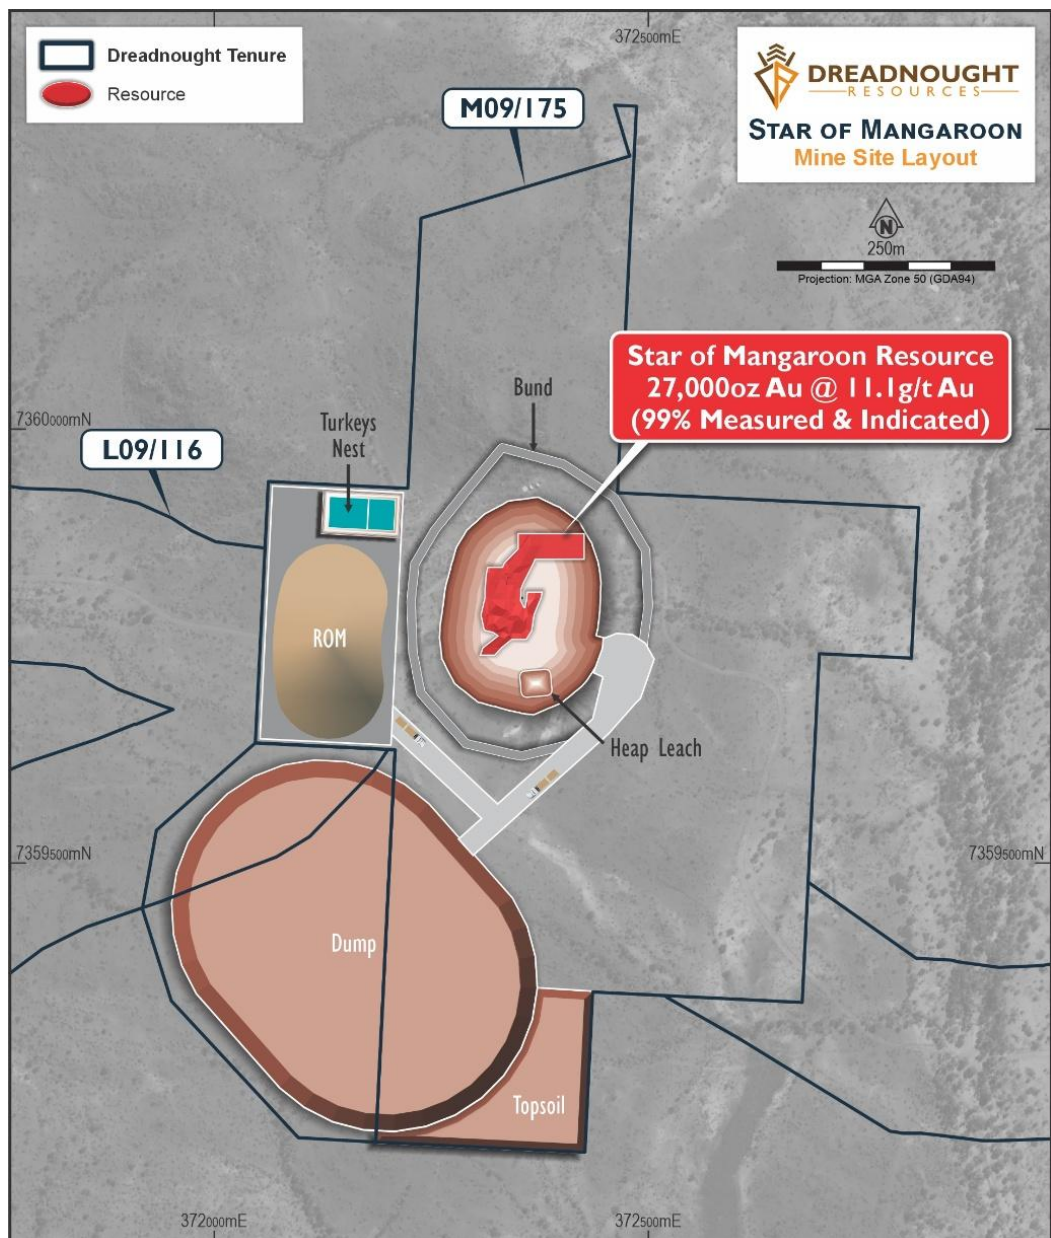 Dreadnought Tenure
Resource
372500mE
DREADNOUGHT
RESOURCES
STAR OF MANGAROON
Mine Site Layout
M09/175
N
250m
Projection: MGA Zone 50 (GDA94)
Star of Mangaroon Resource
27,000oz Au @ 11.1g/t Au
(99% Measured & Indicated)
Bund
7360000mN
Turkeys
Nest
L09/116
ROM
Heap Leach
7359500mN
7359500mN
Dump
Topsoil
372000mE
372500mE